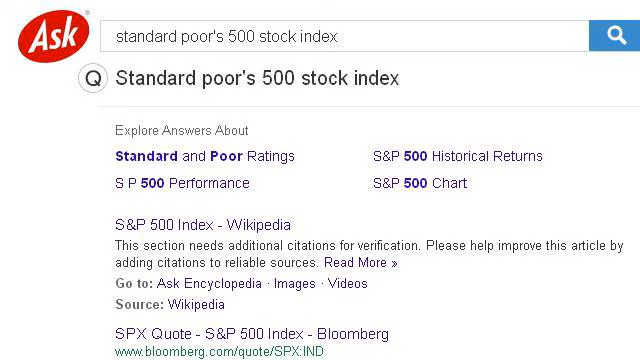 Ask
standard poor's 500 stock index
Q Standard poor's 500 stock index
Explore Answers About
Standard and Poor Ratings
S&P 500 Historical Returns
S P 500 Performance
S&P 500 Chart
S&P 500 Index - Wikipedia
This section needs additional citations for verification. Please help improve this article by
adding citations to reliable sources. Read More »
Go to: Ask Encyclopedia · Images · Videos
Source: Wikipedia
SPX Quote - S&P 500 Index - Bloomberg
www.bloomberg.com/quote/SPX:IND